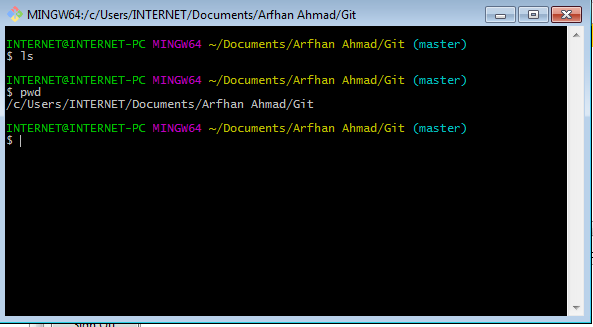 MINGW64:/c/Users/INTERNET/Documents/Arfhan Ahmad/Git
INTERNET@INTERNET-PC MINGW64 ~/Documents/Arfhan Ahmad/Git (master)
$ ls
INTERNET@INTERNET-PC MINGW64 ~/Documents/Arfhan Ahmad/Git (master)
$ pwd
/c/Users/INTERNET/Documents/Arfhan Ahmad/Git
INTERNET@INTERNET-PC MINGW64 ~/Documents/Arfhan Ahmad/Git (master)
$